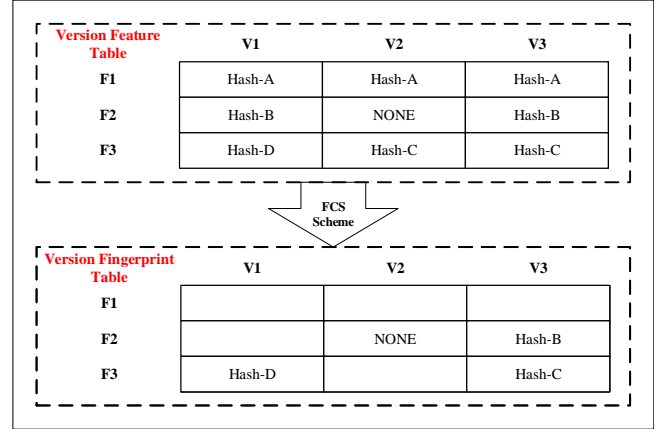 Version Feature
Table
V1 V2 V3
F1 Hash-A Hash-A Hash-A
F2 Hash-B NONE Hash-B
F3 Hash-D Hash-C Hash-C
FCS
Scheme
Version Fingerprint
Table
V1 V2 V3
F1
F2 NONE Hash-B
F3 Hash-D Hash-C